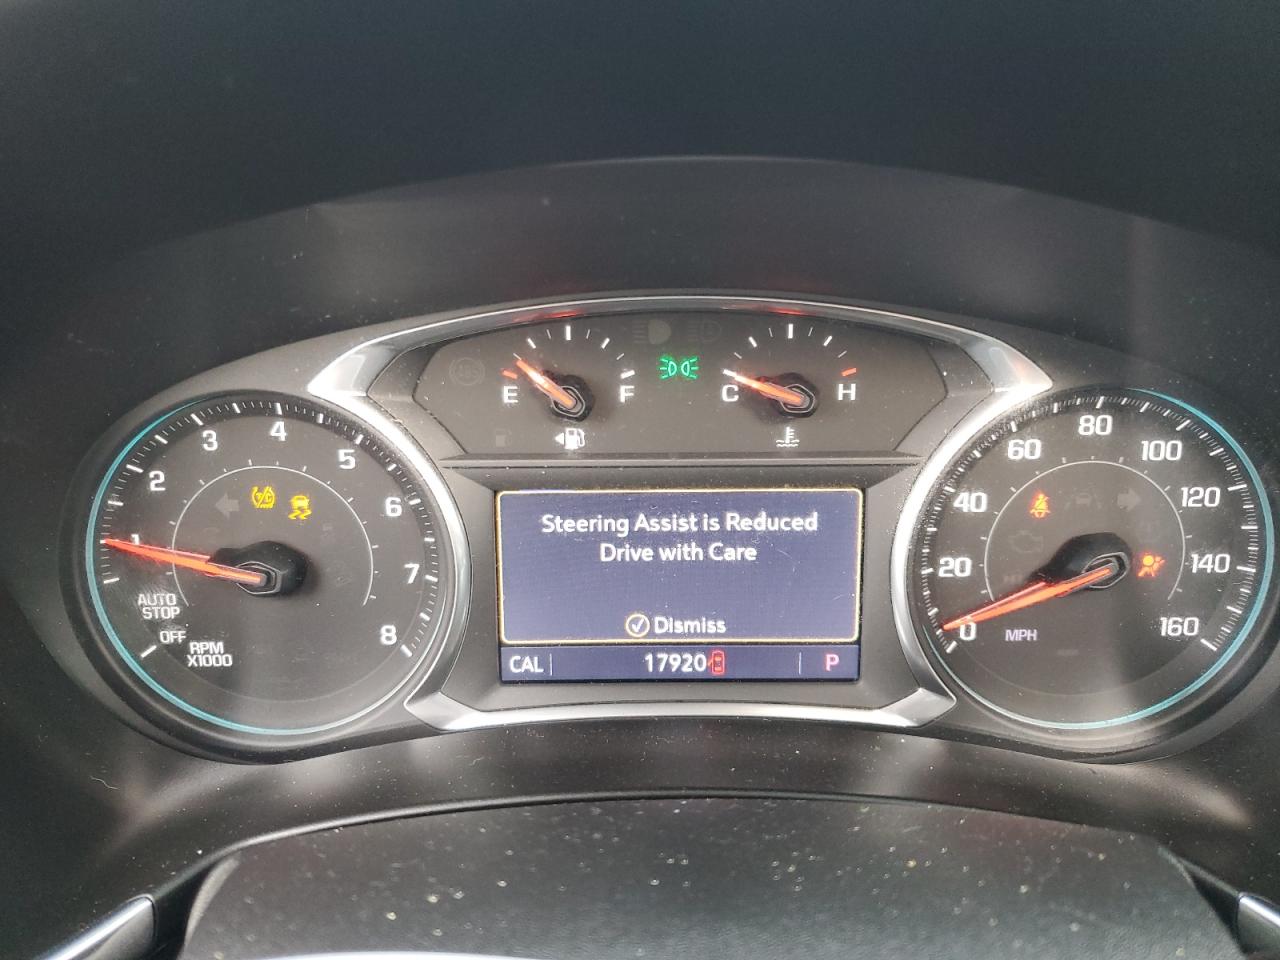 E F
C H
1 2 3 4 5 6 7 8
AUTO
STOP
OFF
RPM
X1000
Steering Assist is Reduced
Drive with Care
Dismiss
CAL 17920 P
0 20 40 60 80 100 120 140 160
MPH